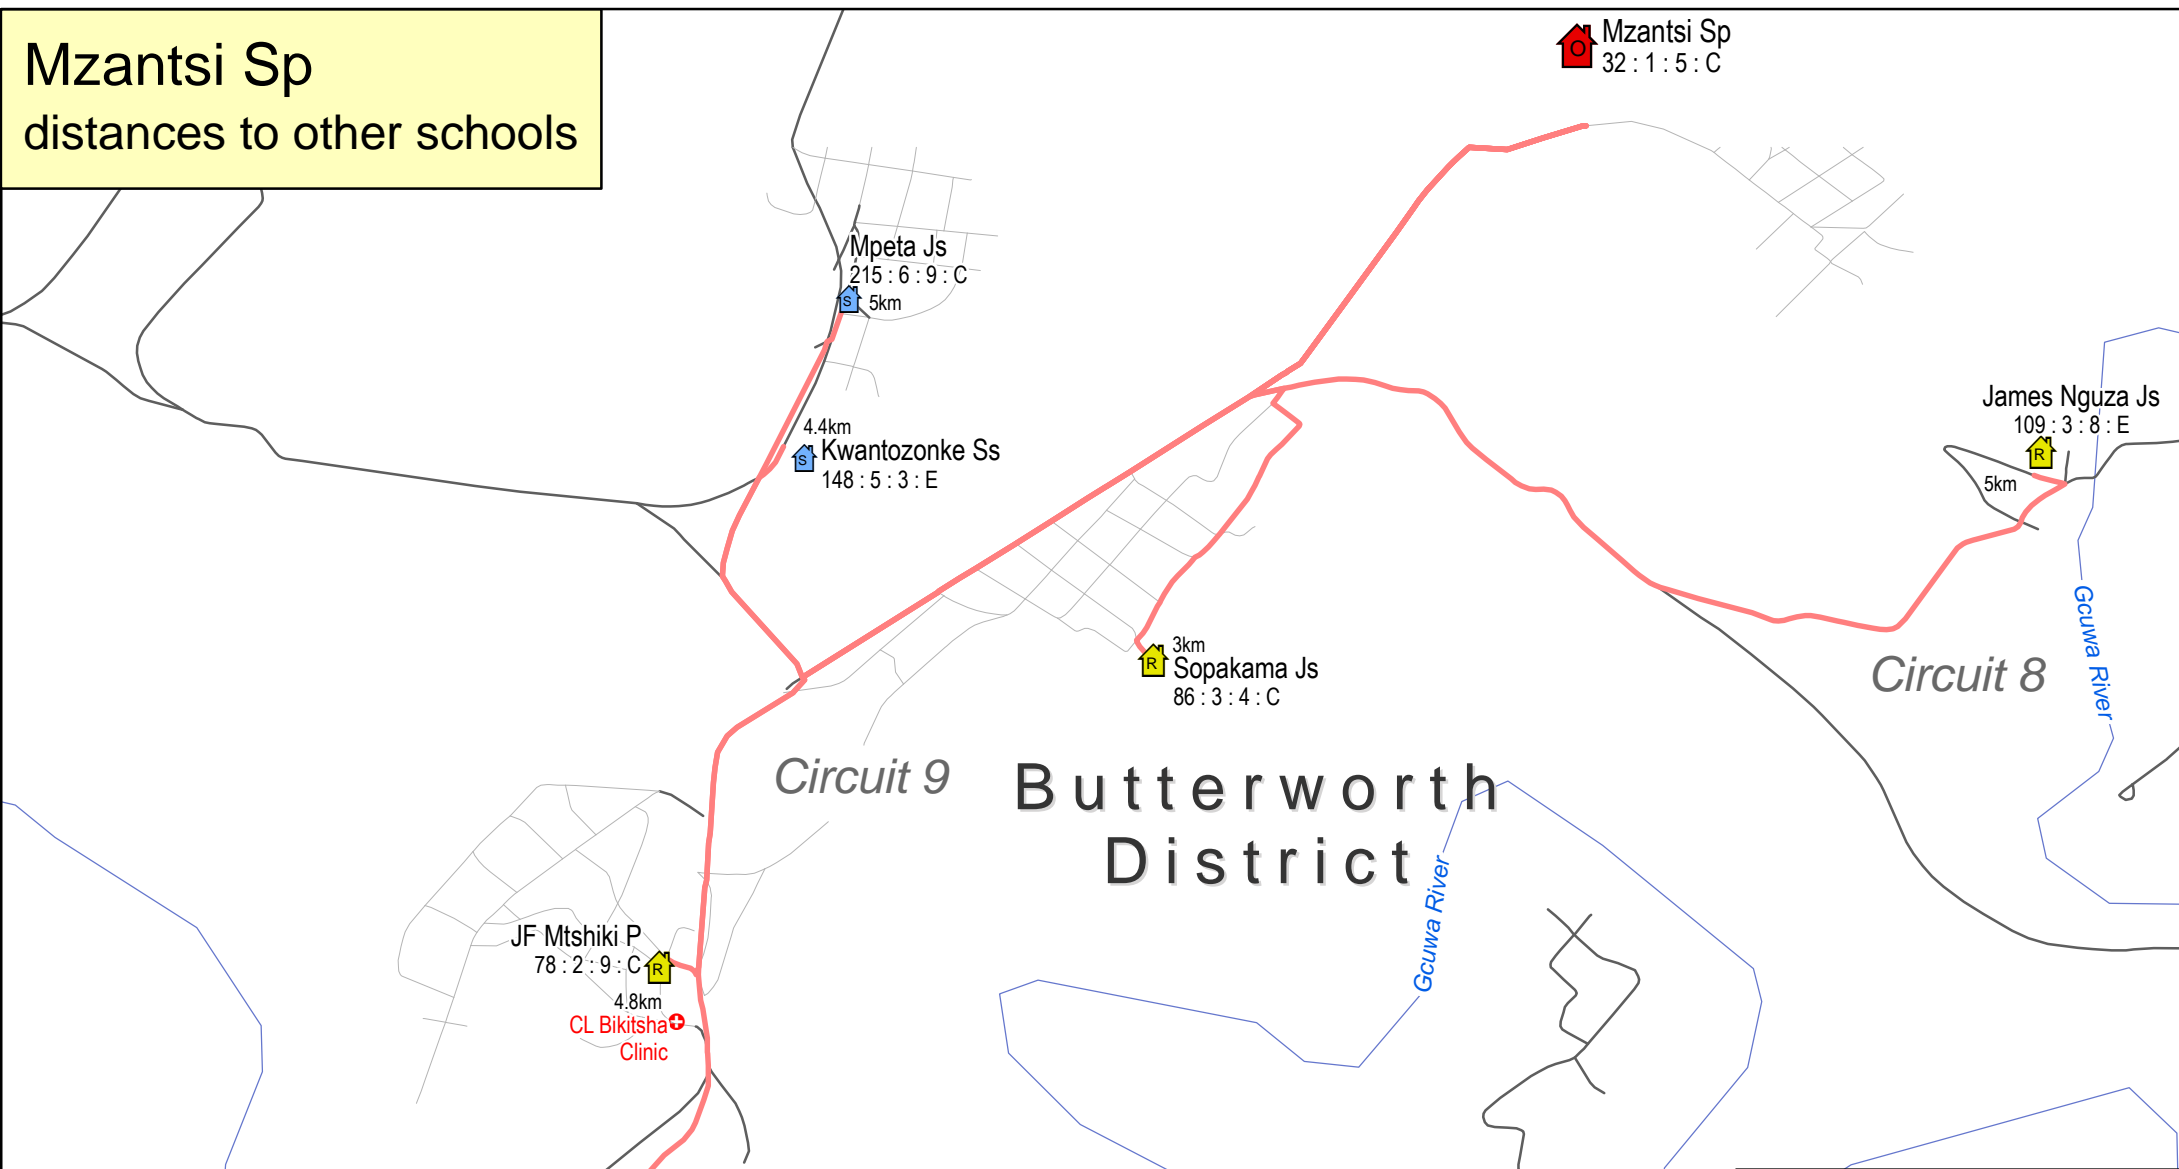 Mzantsi Sp
distances to other schools
O
Mzantsi Sp
32 : 1 : 5 : C
Mpeta Js
215 : 6 : 9 : C
S
5km
4.4km
S
Kwantozonke Ss
148 : 5 : 3 : E
James Nguza Js
109 : 3 : 8 : E
R
5km
Gcuwa River
3km
R
Sopakama Js
86 : 3 : 4 : C
Circuit 8
Circuit 9
Butterworth
District
Gcuwa River
JF Mtshiki P
78 : 2 : 9 : C
R
4.8km
CL Bikitsha
Clinic